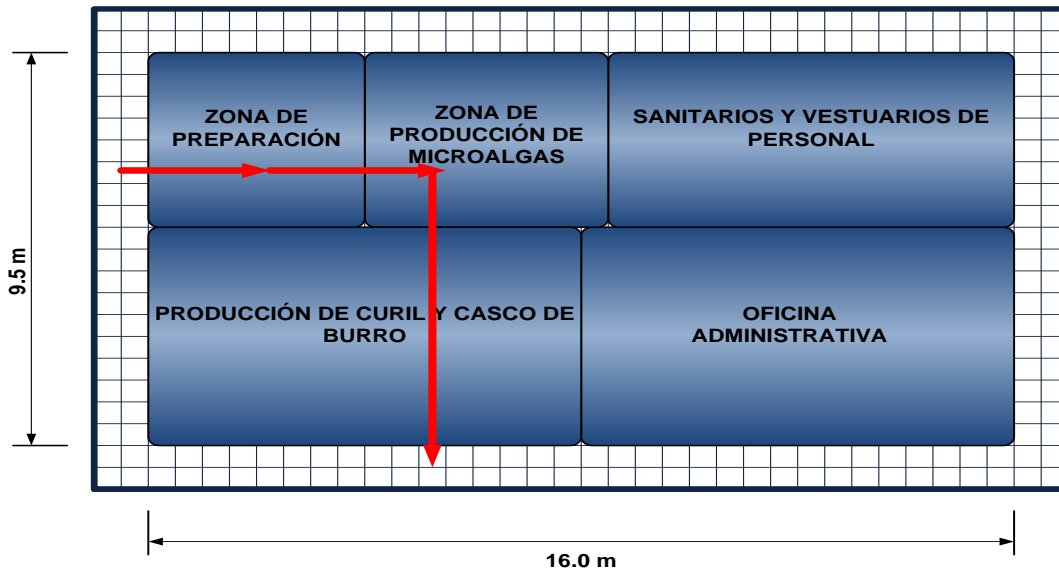 ZONA DE
PREPARACIÓN
ZONA DE
PRODUCCIÓN DE
MICROALGAS
SANITARIOS Y VESTUARIOS DE
PERSONAL
9.5 m
PRODUCCIÓN DE CURIL Y CASCO DE
BURRO
OFICINA
ADMINISTRATIVA
16.0 m